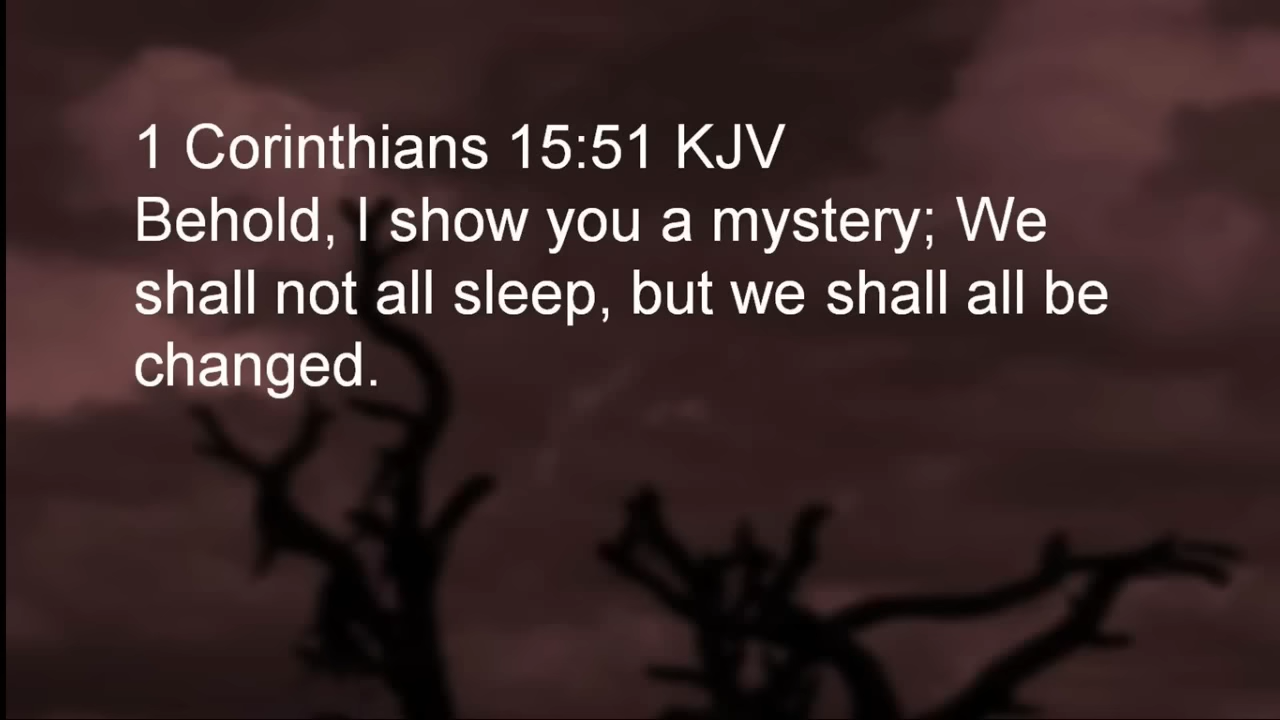 1 Corinthians 15:51 KJV
Behold, I show you a mystery; We
shall not all sleep, but we shall all be
changed.